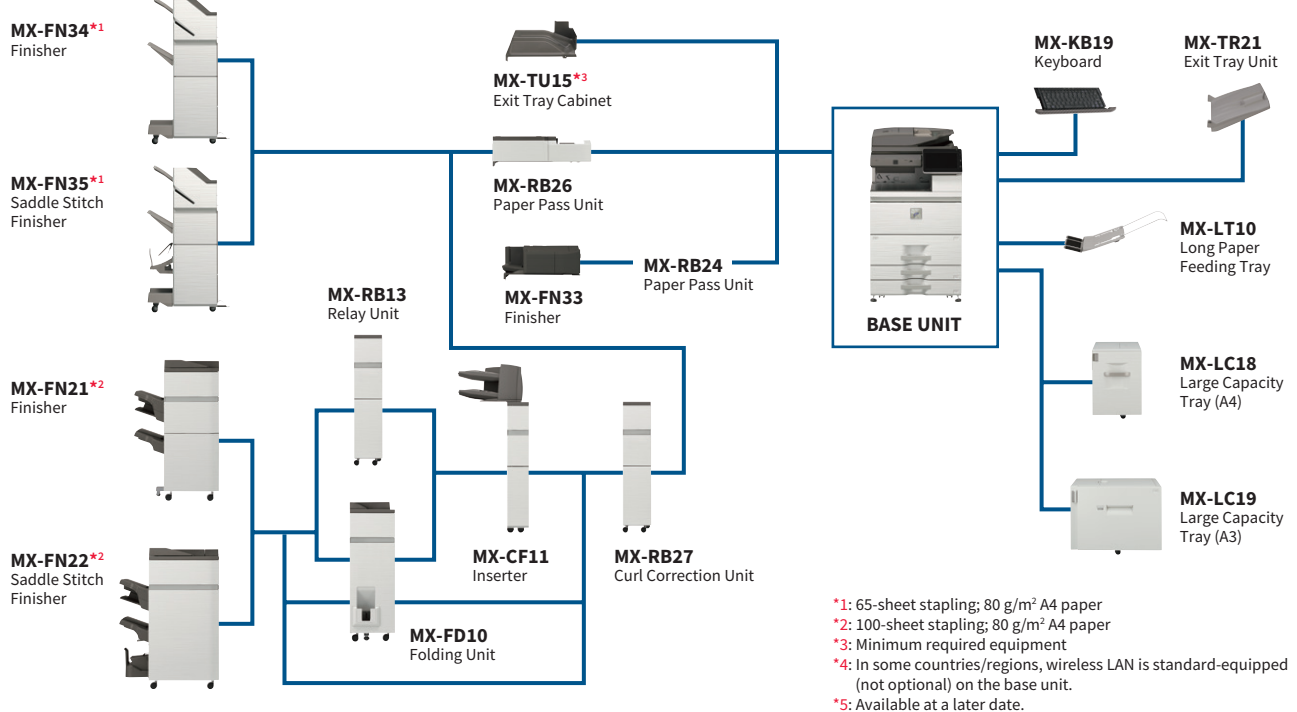 MX-FN34*1
Finisher
MX-FN35*1
Saddle Stitch
Finisher
MX-FN21*2
Finisher
MX-FN22*2
Saddle Stitch
Finisher
MX-TU15*3
Exit Tray Cabinet
MX-RB26
Paper Pass Unit
MX-FN33
Finisher
MX-RB24
Paper Pass Unit
MX-RB13
Relay Unit
MX-FD10
Folding Unit
MX-CF11
Inserter
MX-RB27
Curl Correction Unit
BASE UNIT
MX-KB19
Keyboard
MX-TR21
Exit Tray Unit
MX-LT10
Long Paper
Feeding Tray
MX-LC18
Large Capacity
Tray (A4)
MX-LC19
Large Capacity
Tray (A3)
*1: 65-sheet stapling; 80 g/m² A4 paper
*2: 100-sheet stapling; 80 g/m² A4 paper
*3: Minimum required equipment
*4: In some countries/regions, wireless LAN is standard-equipped
(not optional) on the base unit.
*5: Available at a later date.